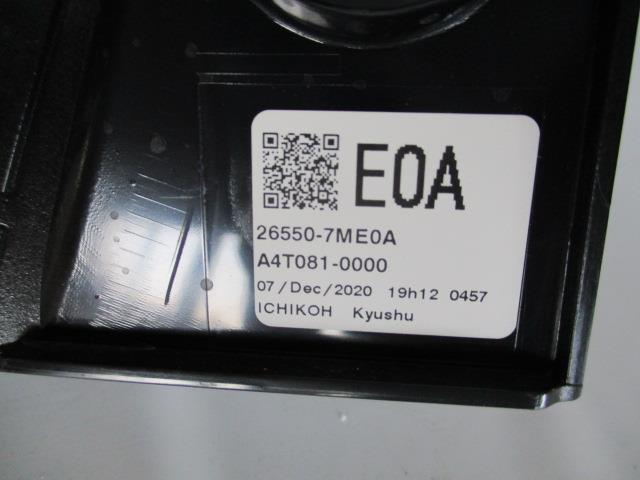 E0A
26550-7ME0A
A4T081-0000
07/Dec/2020 19h12 0457
ICHIKOH Kyushu